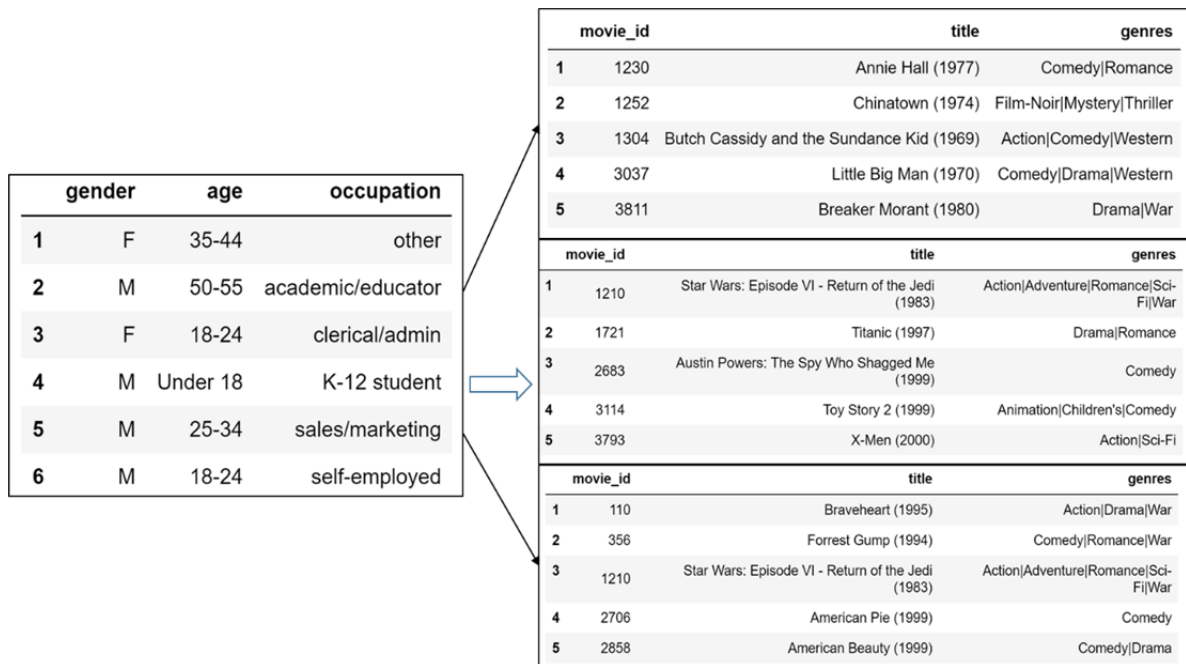 gender age occupation
1 F 35-44 other
2 M 50-55 academic/educator
3 F 18-24 clerical/admin
4 M Under 18 K-12 student
5 M 25-34 sales/marketing
6 M 18-24 self-employed
movie_id title genres
1 1230 Annie Hall (1977) Comedy|Romance
2 1252 Chinatown (1974) Film-Noir|Mystery|Thriller
3 1304 Butch Cassidy and the Sundance Kid (1969) Action|Comedy|Western
4 3037 Little Big Man (1970) Comedy|Drama|Western
5 3811 Breaker Morant (1980) Drama|War
movie_id title genres
1 1210 Star Wars: Episode VI - Return of the Jedi Action|Adventure|Romance|Sci-
(1983) Fi|War
2 1721 Titanic (1997) Drama|Romance
3 2683 Austin Powers: The Spy Who Shagged Me
(1999) Comedy
4 3114 Toy Story 2 (1999) Animation|Children's|Comedy
5 3793 X-Men (2000) Action|Sci-Fi
movie_id title genres
1 110 Braveheart (1995) Action|Drama|War
2 356 Forrest Gump (1994) Comedy|Romance|War
3 1210 Star Wars: Episode VI - Return of the Jedi Action|Adventure|Romance|Sci-
(1983) Fi|War
4 2706 American Pie (1999) Comedy
5 2858 American Beauty (1999) Comedy|Drama